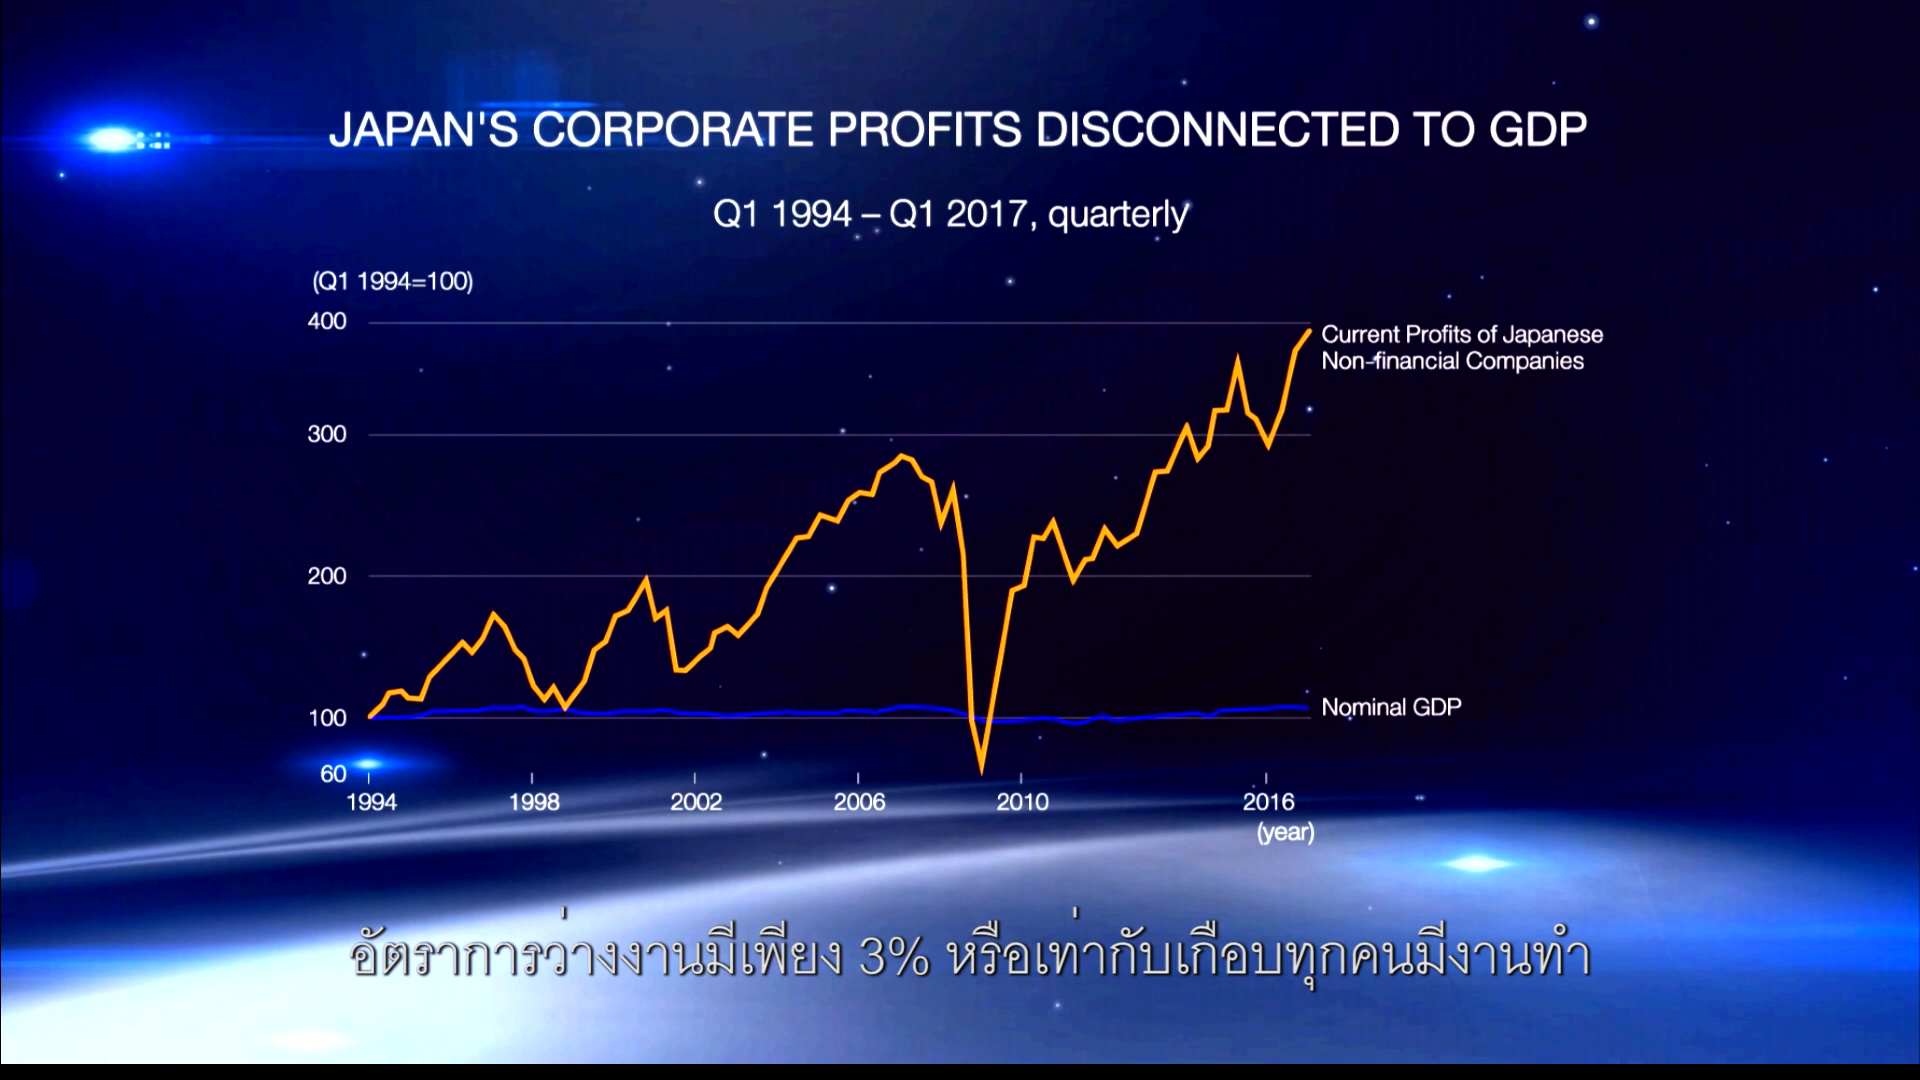 JAPAN'S CORPORATE PROFITS DISCONNECTED TO GDP
Q1 1994 – Q1 2017, quarterly
(Q1 1994=100)
400
Current Profits of Japanese
Non-financial Companies
300
200
100
Nominal GDP
60
1994 1998 2002 2006 2010 2016
(year)
อัตราการว่างงานมีเพียง 3% หรือเท่ากับเกือบทุกคนมีงานทำ